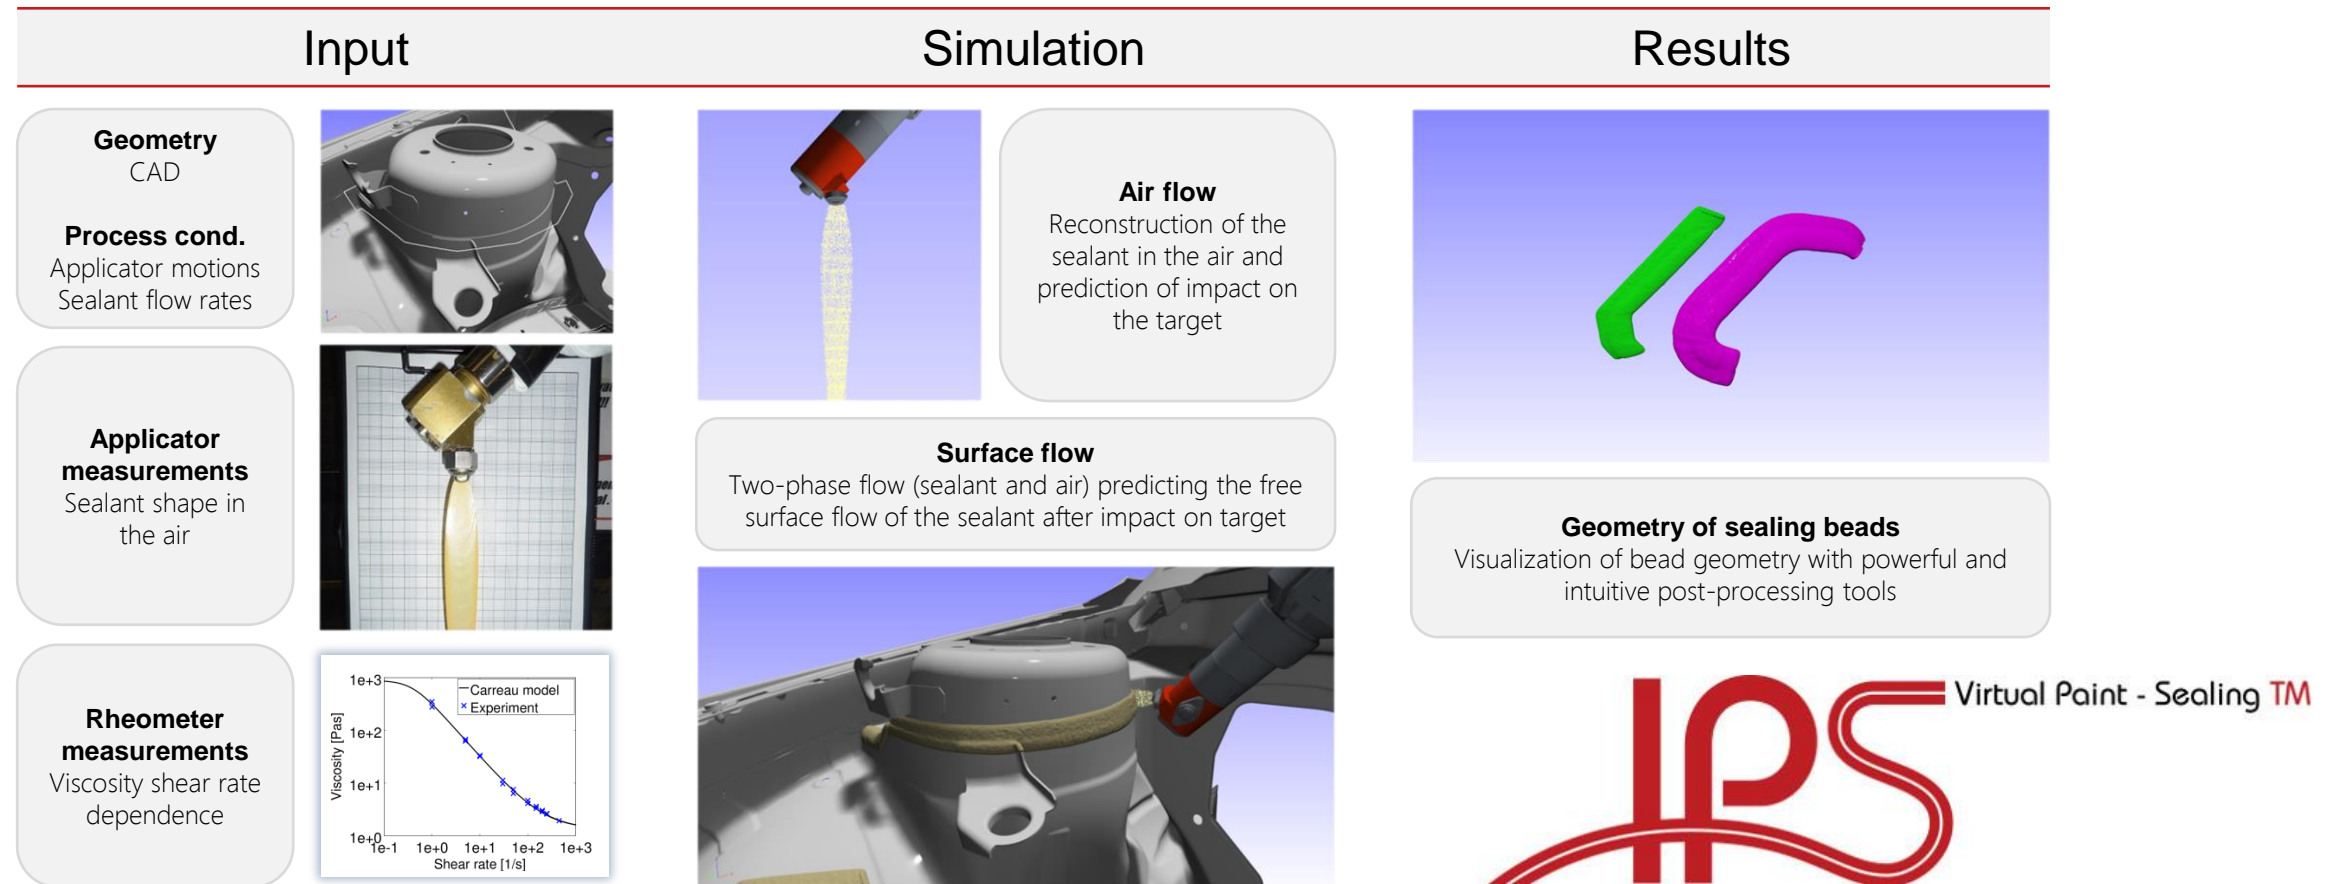 Input
Simulation
Results
Geometry
CAD
Process cond.
Applicator motions
Sealant flow rates
Applicator
measurements
Sealant shape in
the air
Rheometer
measurements
Viscosity shear rate
dependence
1e+3
1e+2
1e+1
1e+0
1e-1 1e+0 1e+1 1e+2 1e+3
Viscosity [Pas]
Shear rate [1/s]
Carreau model
× Experiment
Air flow
Reconstruction of the
sealant in the air and
prediction of impact on
the target
Surface flow
Two-phase flow (sealant and air) predicting the free
surface flow of the sealant after impact on target
Geometry of sealing beads
Visualization of bead geometry with powerful and
intuitive post-processing tools
IPS
Virtual Paint - Sealing TM